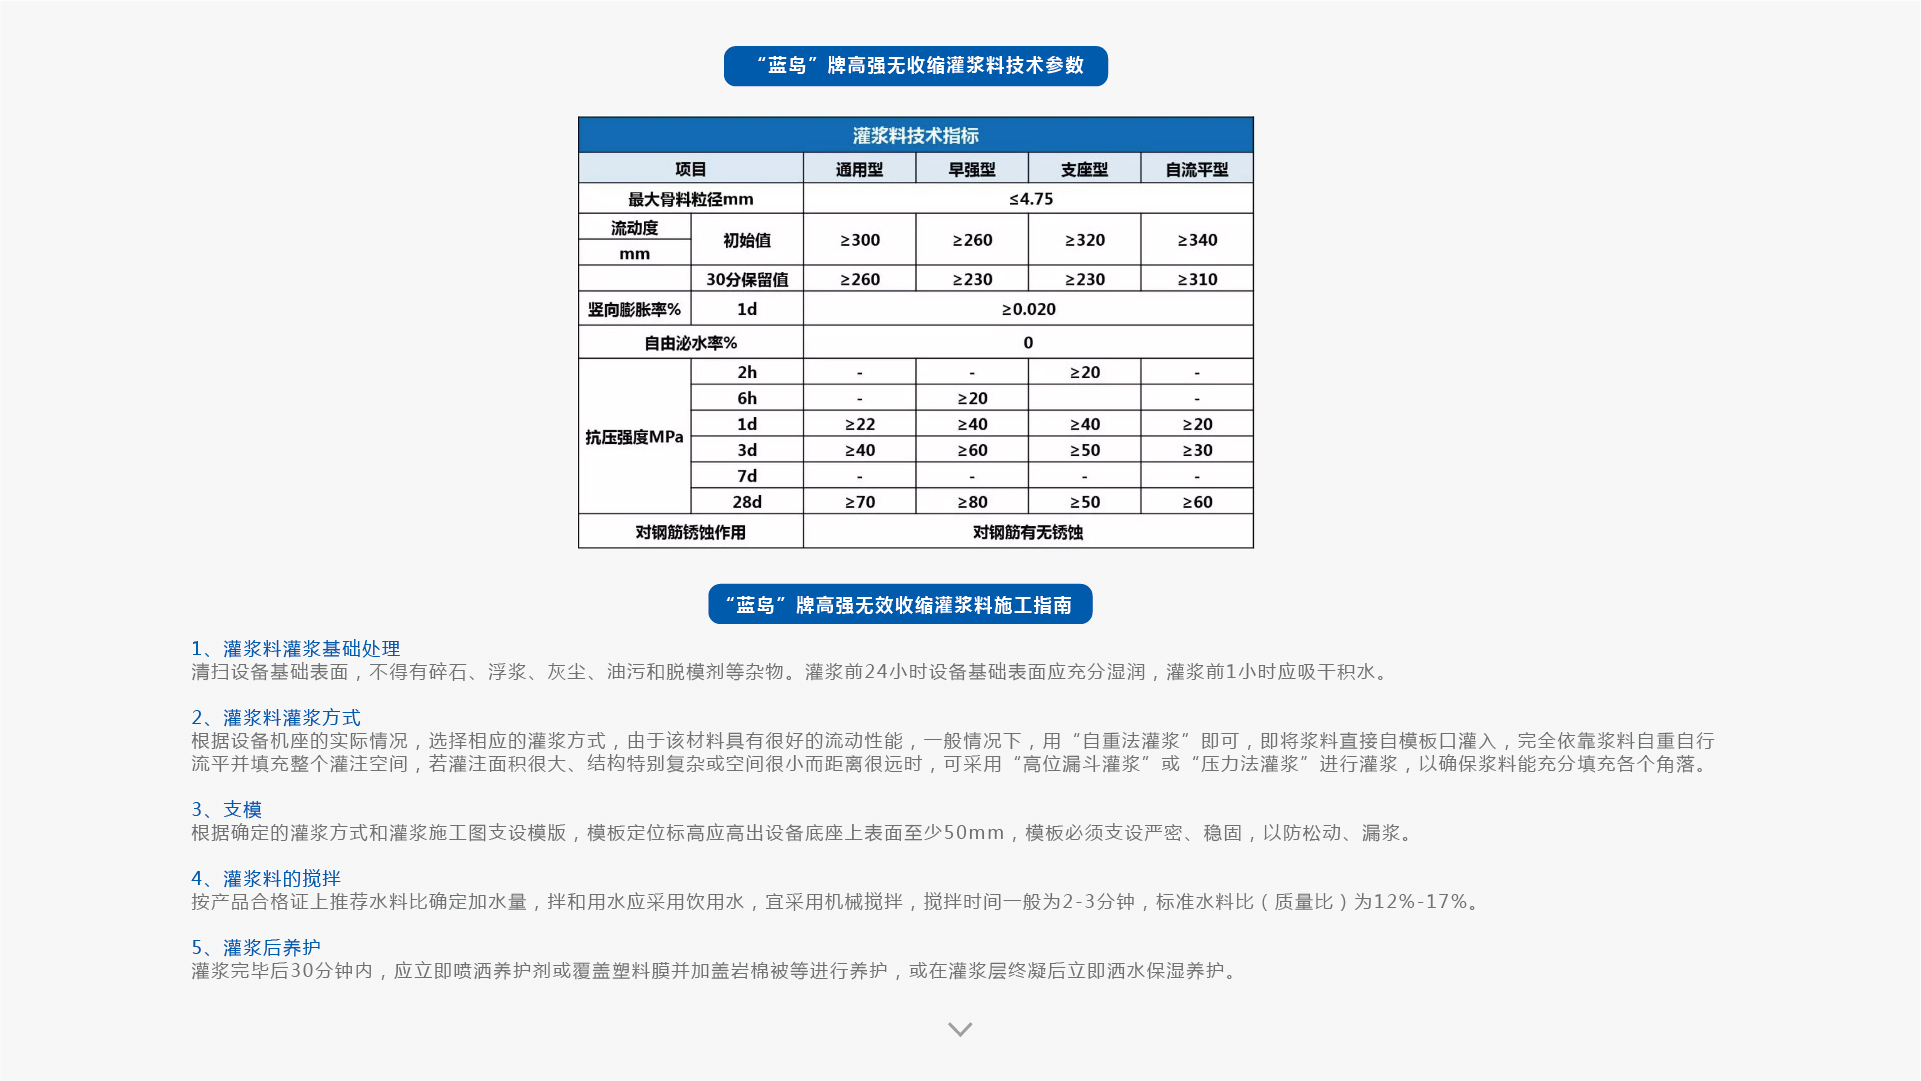 “蓝岛”牌高强无收缩灌浆料技术参数
灌浆料技术指标
项目 通用型 早强型 支座型 自流平型
最大骨料粒径mm ≤4.75
流动度
mm
初始值 ≥300 ≥260 ≥320 ≥340
30分保留值 ≥260 ≥230 ≥230 ≥310
竖向膨胀率% 1d ≥0.020
自由泌水率% 0
抗压强度MPa
2h - - ≥20 -
6h - ≥20 -
1d ≥22 ≥40 ≥40 ≥20
3d ≥40 ≥60 ≥50 ≥30
7d - - - -
28d ≥70 ≥80 ≥50 ≥60
对钢筋锈蚀作用 对钢筋有无锈蚀
“蓝岛”牌高强无效收缩灌浆料施工指南
1、灌浆料灌浆基础处理
清扫设备基础表面，不得有碎石、浮浆、灰尘、油污和脱模剂等杂物。灌浆前24小时设备基础表面应充分湿润，灌浆前1小时应吸干积水。
2、灌浆料灌浆方式
根据设备机座的实际情况，选择相应的灌浆方式，由于该材料具有很好的流动性能，一般情况下，用“自重法灌浆”即可，即将浆料直接自模板口灌入，完全依靠浆料自重自行
流平并填充整个灌注空间，若灌注面积很大、结构特别复杂或空间很小而距离很远时，可采用“高位漏斗灌浆”或“压力法灌浆”进行灌浆，以确保浆料能充分填充各个角落。
3、支模
根据确定的灌浆方式和灌浆施工图支设模版，模板定位标高应高出设备底座上表面至少50mm，模板必须支设严密、稳固，以防松动、漏浆。
4、灌浆料的搅拌
按产品合格证上推荐水料比确定加水量，拌和用水应采用饮用水，宜采用机械搅拌，搅拌时间一般为2-3分钟，标准水料比（质量比）为12%-17%。
5、灌浆后养护
灌浆完毕后30分钟内，应立即喷洒养护剂或覆盖塑料膜并加盖岩棉被等进行养护，或在灌浆层终凝后立即洒水保湿养护。